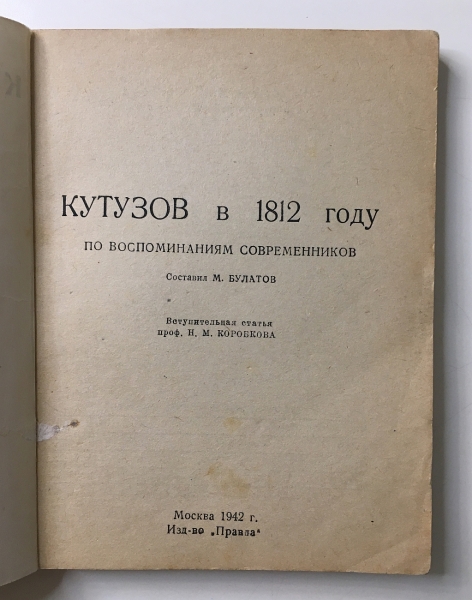 КУТУЗОВ в 1812 году
ПО ВОСПОМИНАНИЯМ СОВРЕМЕННИКОВ
Составил М. БУЛАТОВ
Вступительная статья
проф. Н. М. КОРОБКОВА
Москва 1942 г.
Изд-во „Правда“